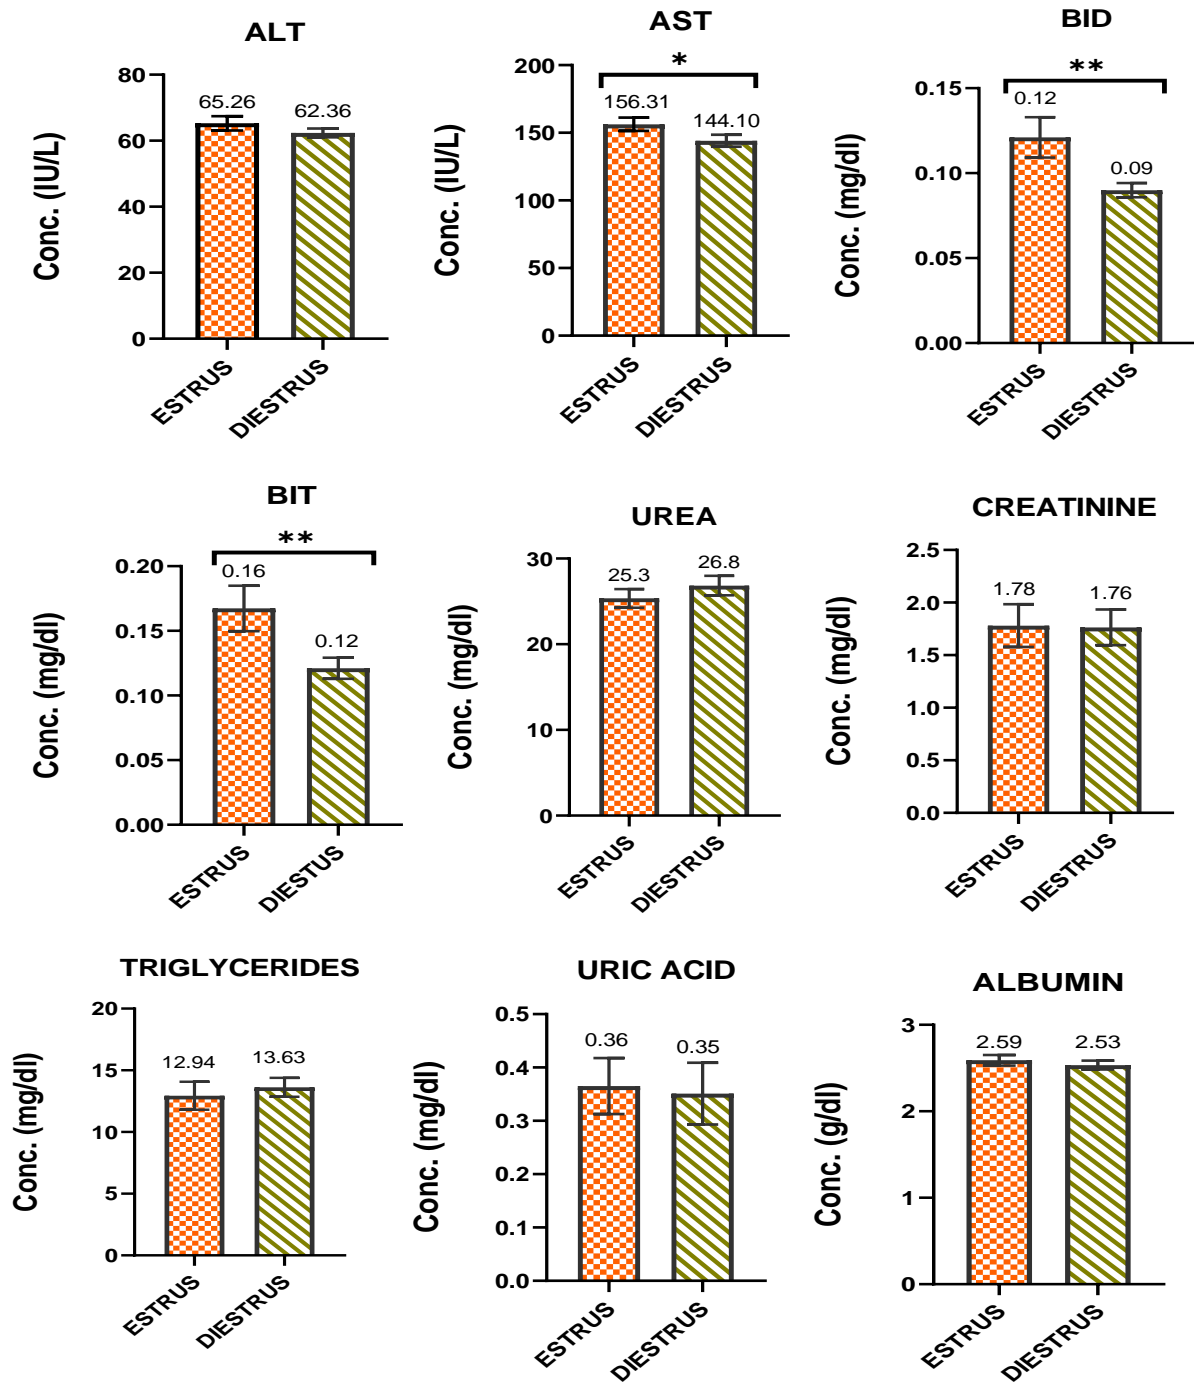 ALT
Conc. (IU/L)
80
60
40
20
0
65.26
62.36
ESTRUS
DIESTRUS
AST
*
Conc. (IU/L)
200
150
100
50
0
156.31
144.10
ESTRUS
DIESTRUS
BID
**
Conc. (mg/dl)
0.15
0.10
0.05
0.00
0.12
0.09
ESTRUS
DIESTRUS
BIT
**
Conc. (mg/dl)
0.20
0.15
0.10
0.05
0.00
0.16
0.12
ESTRUS
DIESTUS
UREA
Conc. (mg/dl)
30
20
10
0
25.3
26.8
ESTRUS
DIESTRUS
CREATININE
Conc. (mg/dl)
2.5
2.0
1.5
1.0
0.5
0.0
1.78
1.76
ESTRUS
DIESTRUS
TRIGLYCERIDES
Conc. (mg/dl)
20
15
10
5
0
12.94
13.63
ESTRUS
DIESTRUS
URIC ACID
Conc. (mg/dl)
0.5
0.4
0.3
0.2
0.1
0.0
0.36
0.35
ESTRUS
DIESTRUS
ALBUMIN
Conc. (g/dl)
3
2
1
0
2.59
2.53
ESTRUS
DIESTRUS